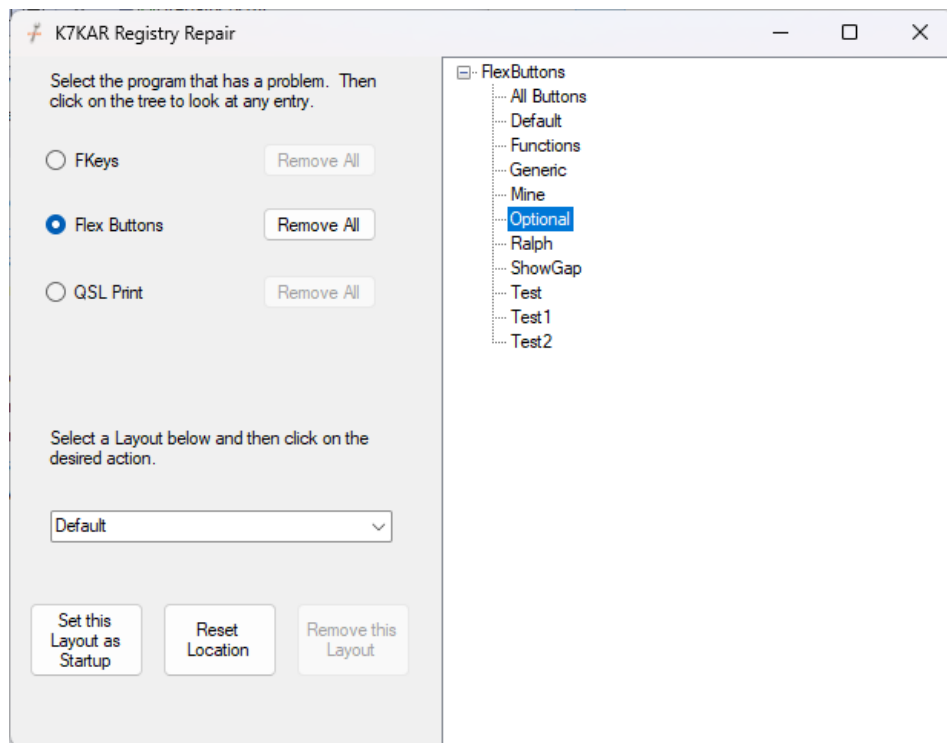 K7KAR Registry Repair
Select the program that has a problem.  Then
click on the tree to look at any entry.
FKeys
Remove All
Flex Buttons
Remove All
QSL Print
Remove All
Select a Layout below and then click on the
desired action.
Default
Set this
Layout as
Startup
Reset
Location
Remove this
Layout
FlexButtons
All Buttons
Default
Functions
Generic
Mine
Optional
Ralph
ShowGap
Test
Test1
Test2